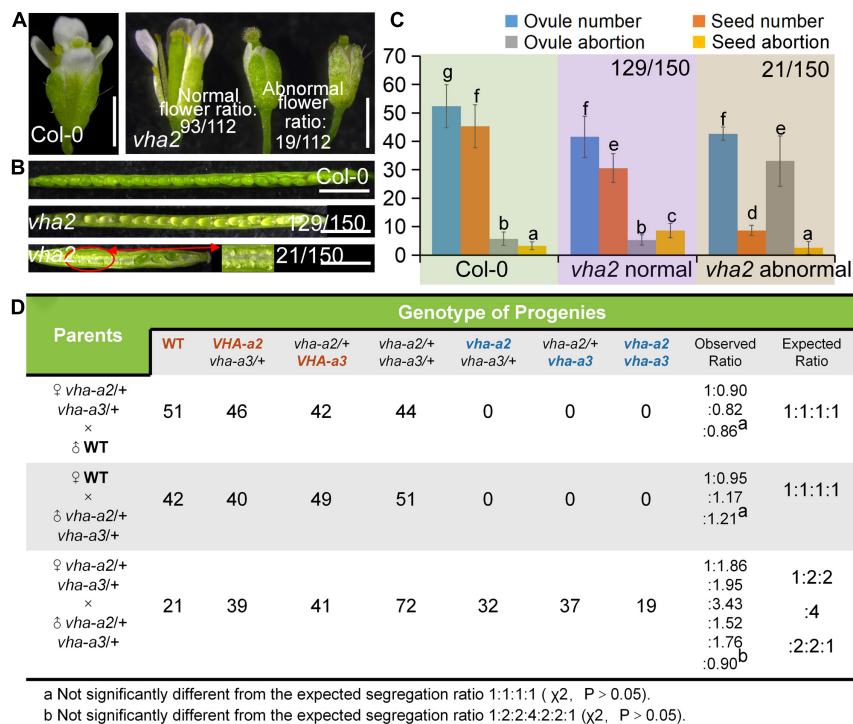 A
Col-0
Normal
flower ratio:
93/112
Abnormal
flower
ratio:
19/112
vha2
B
Col-0
vha2
129/150
vha2
21/150
C
Ovule number
Seed number
Ovule abortion
Seed abortion
70
60
50
40
30
20
10
0
129/150
21/150
g
f
b
a
f
e
b
c
f
d
e
a
Col-0
vha2 normal
vha2 abnormal
D
Parents
Genotype of Progenies
WT
VHA-a2
vha-a3/+
vha-a2/+
VHA-a3
vha-a2/+
vha-a3/+
vha-a2
vha-a3/+
vha-a2/+
vha-a3
vha-a2
vha-a3
Observed
Ratio
Expected
Ratio
♀ vha-a2/+
vha-a3/+
×
♂ WT
51
46
42
44
0
0
0
1:0.90
:0.82
:0.86a
1:1:1:1
♀ WT
×
♂ vha-a2/+
vha-a3/+
42
40
49
51
0
0
0
1:0.95
:1.17
:1.21a
1:1:1:1
♀ vha-a2/+
vha-a3/+
×
♂ vha-a2/+
vha-a3/+
21
39
41
72
32
37
19
1:1.86
:1.95
:3.43
:1.52
:1.76
:0.90b
1:2:2
:4
:2:2:1
a Not significantly different from the expected segregation ratio 1:1:1:1 ( χ2, P > 0.05).
b Not significantly different from the expected segregation ratio 1:2:2:4:2:2:1 (χ2, P > 0.05).